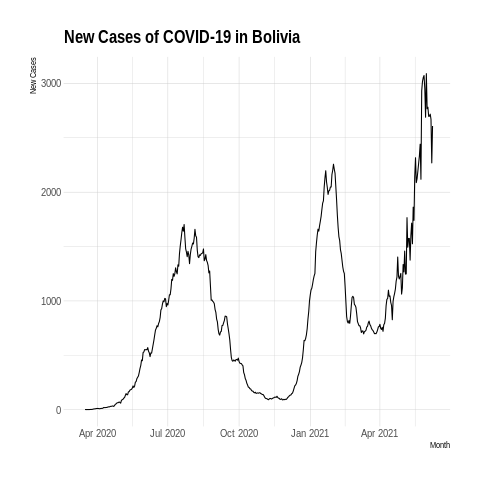 New Cases of COVID-19 in Bolivia
New Cases
3000
2000
1000
0
Apr 2020 Jul 2020 Oct 2020 Jan 2021 Apr 2021
Month